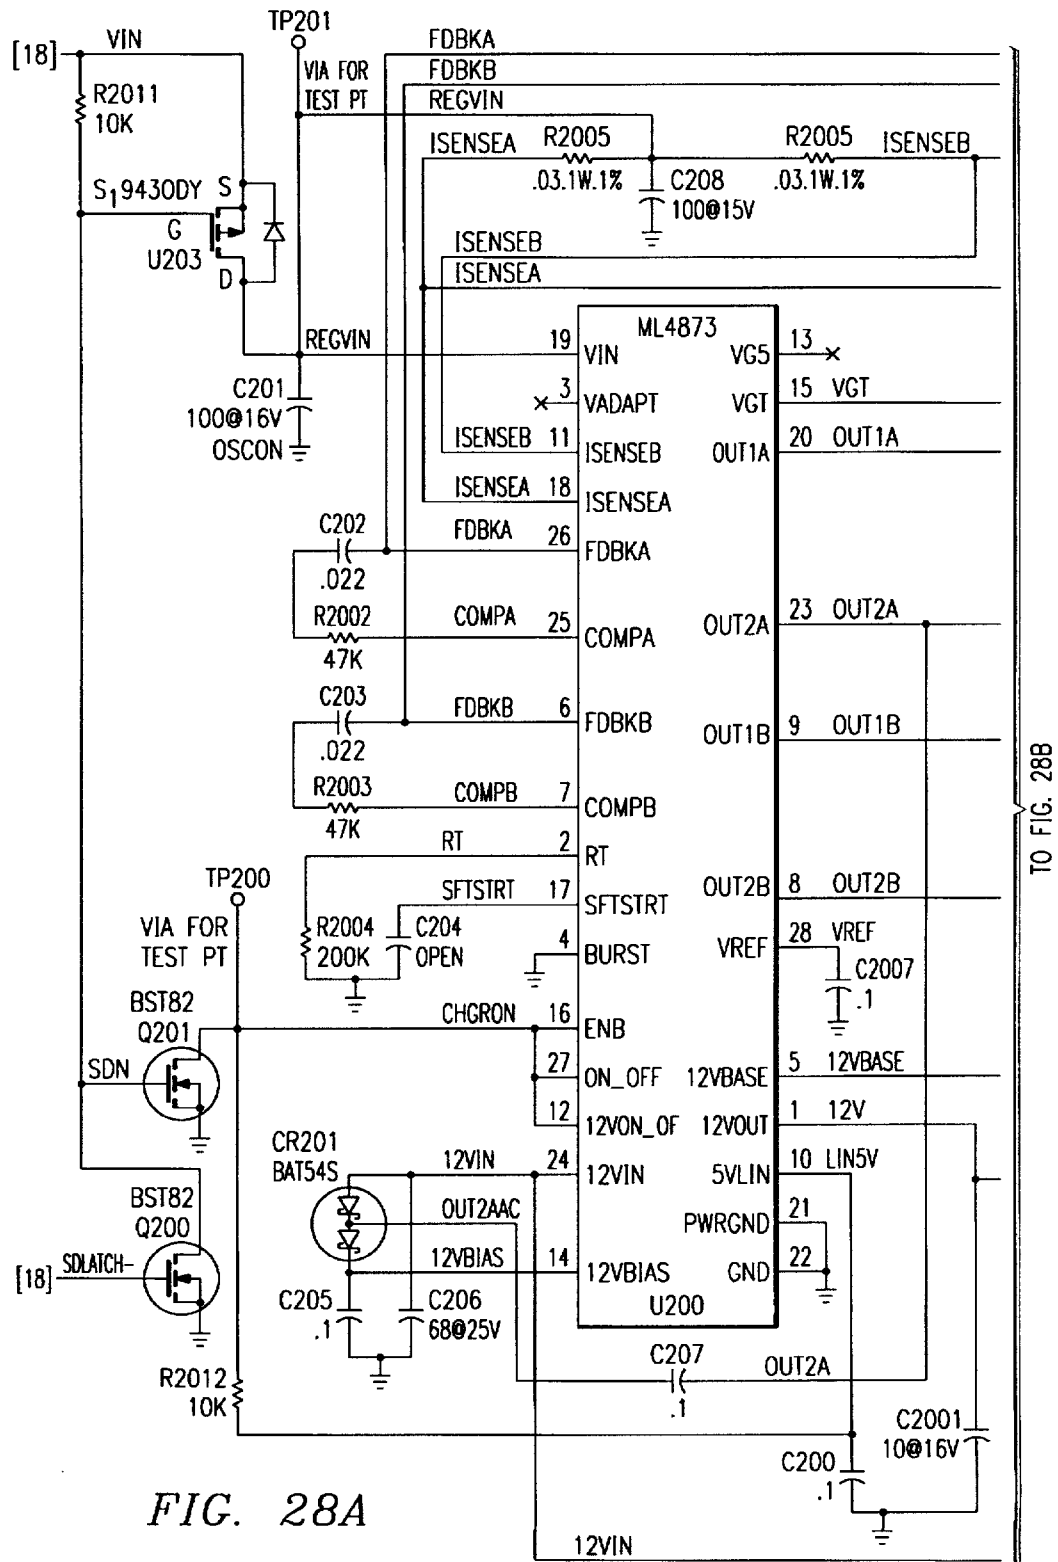 TP201
[18] VIN FDBKA
FDBKB
VIA FOR
TEST PT
REGVIN
R2011
10K
ISENSEA R2005 R2005 ISENSEB
.03.1W.1% .03.1W.1%
C208
100@15V
S19430DY S
G
U203
D
ISENSEB
ISENSEA
ML4873
REGVIN 19 VIN VG5 13
C201
100@16V
OSCON
3 VADAPT VGT 15 VGT
ISENSEB 11 ISENSEB OUT1A 20 OUT1A
ISENSEA 18 ISENSEA
C202
.022
FDBKA 26 FDBKA
R2002
47K
COMPA 25 COMPA OUT2A 23 OUT2A
C203
.022
FDBKB 6 FDBKB OUT1B 9 OUT1B
R2003
47K
COMPB 7 COMPB
TO FIG. 28B
RT 2 RT
TP200
VIA FOR
TEST PT
SFTSTRT 17 SFTSTRT OUT2B 8 OUT2B
R2004
200K
C204
OPEN
4 BURST VREF 28 VREF
C2007
.1
BST82
Q201
CHGRON 16 ENB
SDN 27 ON_OFF 12VBASE 5 12VBASE
12 12VON_OF 12VOUT 1 12V
CR201
BAT54S
12VIN 24 12VIN 5VLIN 10 LIN5V
BST82
Q200
OUT2AAC PWRGND 21
[18] SDLATCH- 12VBIAS 14 12VBIAS GND 22
C205
.1
C206
68@25V
U200
C207
.1
OUT2A
R2012
10K
C2001
10@16V
C200
.1
FIG. 28A
12VIN